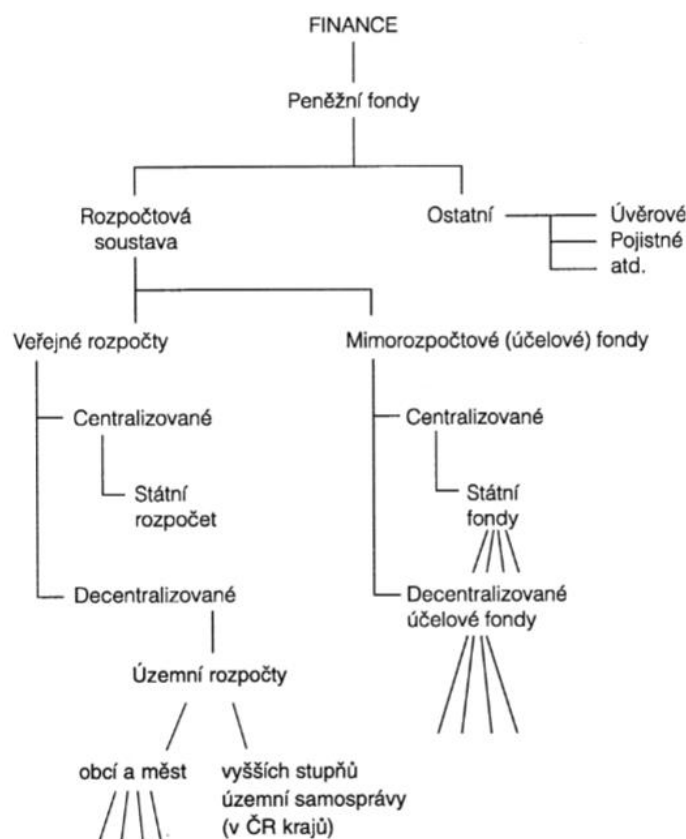 FINANCE
Peněžní fondy
Rozpočtová
soustava
Ostatní
Úvěrové
Pojistné
atd.
Veřejné rozpočty
Mimorozpočtové (účelové) fondy
Centralizované
Centralizované
Státní
rozpočet
Státní
fondy
Decentralizované
Decentralizované
účelové fondy
Územní rozpočty
obcí a měst
vyšších stupňů
územní samosprávy
(v ČR krajů)